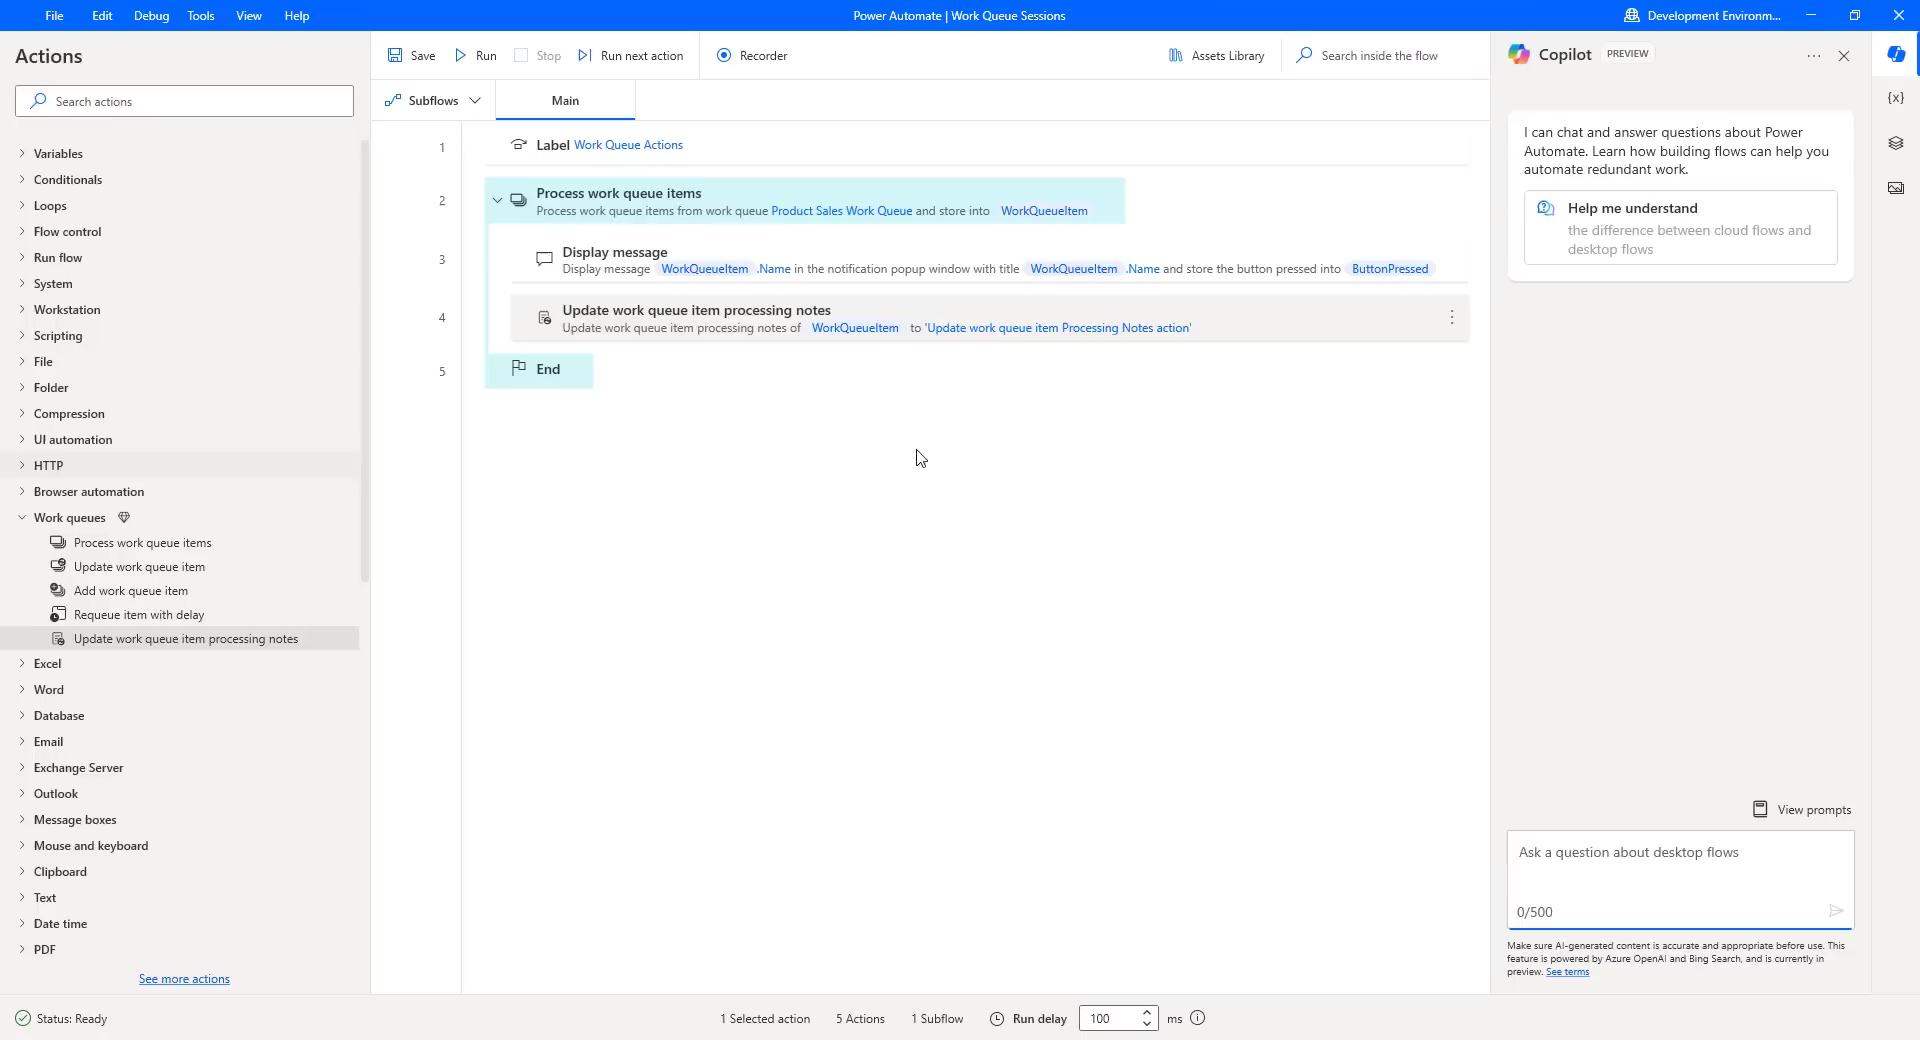 File Edit Debug Tools View Help
Power Automate | Work Queue Sessions
Development Environm...
Actions
Search actions
Variables
Conditionals
Loops
Flow control
Run flow
System
Workstation
Scripting
File
Folder
Compression
UI automation
HTTP
Browser automation
Work queues
Process work queue items
Update work queue item
Add work queue item
Requeue item with delay
Update work queue item processing notes
Excel
Word
Database
Email
Exchange Server
Outlook
Message boxes
Mouse and keyboard
Clipboard
Text
Date time
PDF
See more actions
Save Run Stop Run next action Recorder
Assets Library
Search inside the flow
Subflows
Main
1 Label Work Queue Actions
2 Process work queue items
Process work queue items from work queue Product Sales Work Queue and store into WorkQueueItem
3 Display message
Display message WorkQueueItem .Name in the notification popup window with title WorkQueueItem .Name and store the button pressed into ButtonPressed
4 Update work queue item processing notes
Update work queue item processing notes of WorkQueueItem to 'Update work queue item Processing Notes action'
5 End
Copilot PREVIEW
I can chat and answer questions about Power
Automate. Learn how building flows can help you
automate redundant work.
Help me understand
the difference between cloud flows and
desktop flows
View prompts
Ask a question about desktop flows
0/500
Make sure AI-generated content is accurate and appropriate before use. This
feature is powered by Azure OpenAI and Bing Search, and is currently in
preview. See terms
{x}
Status: Ready
1 Selected action 5 Actions 1 Subflow Run delay 100 ms